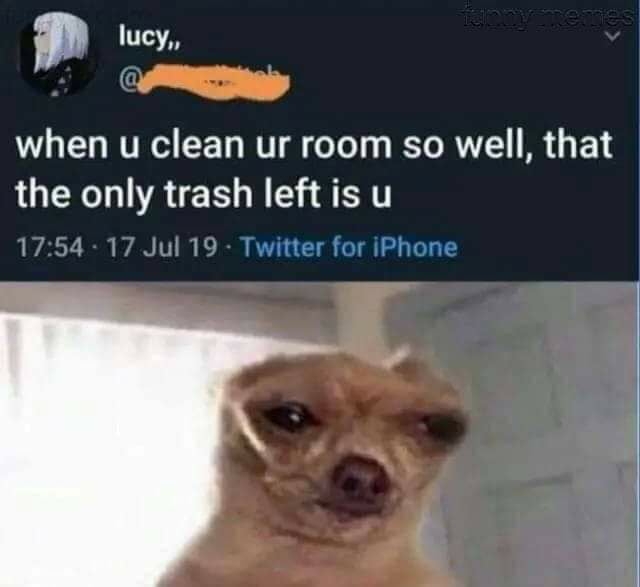 funny memes
lucy,,
@
when u clean ur room so well, that
the only trash left is u
17:54 · 17 Jul 19 · Twitter for iPhone